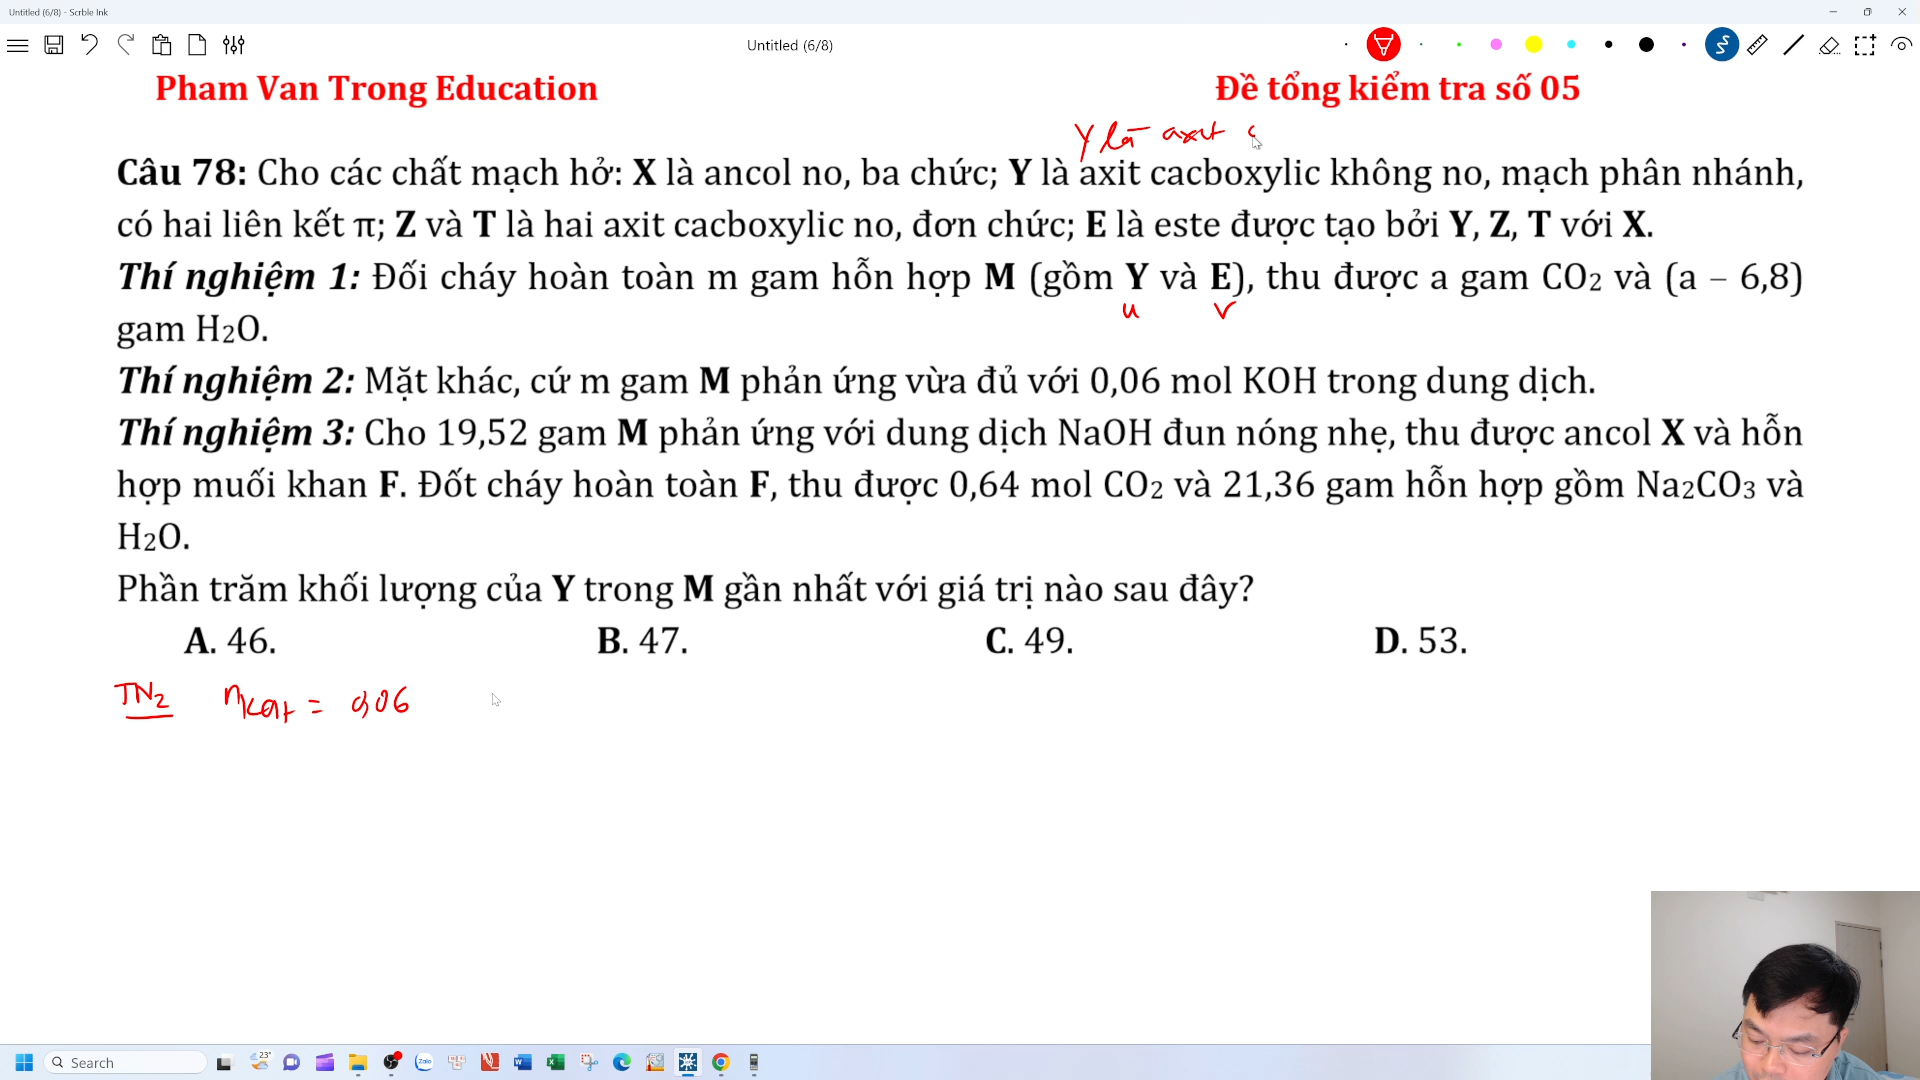 Untitled (6/8) - Scrble Ink
Untitled (6/8)
Pham Van Trong Education
Đề tổng kiểm tra số 05
Y là axit
Câu 78: Cho các chất mạch hở: X là ancol no, ba chức; Y là axit cacboxylic không no, mạch phân nhánh,
có hai liên kết π; Z và T là hai axit cacboxylic no, đơn chức; E là este được tạo bởi Y, Z, T với X.
Thí nghiệm 1: Đối cháy hoàn toàn m gam hỗn hợp M (gồm Y và E), thu được a gam CO2 và (a – 6,8)
u v
gam H2O.
Thí nghiệm 2: Mặt khác, cứ m gam M phản ứng vừa đủ với 0,06 mol KOH trong dung dịch.
Thí nghiệm 3: Cho 19,52 gam M phản ứng với dung dịch NaOH đun nóng nhẹ, thu được ancol X và hỗn
hợp muối khan F. Đốt cháy hoàn toàn F, thu được 0,64 mol CO2 và 21,36 gam hỗn hợp gồm Na2CO3 và
H2O.
Phần trăm khối lượng của Y trong M gần nhất với giá trị nào sau đây?
A. 46. B. 47. C. 49. D. 53.
TN2 nKOH = 0,06
23°
Search
Zalo